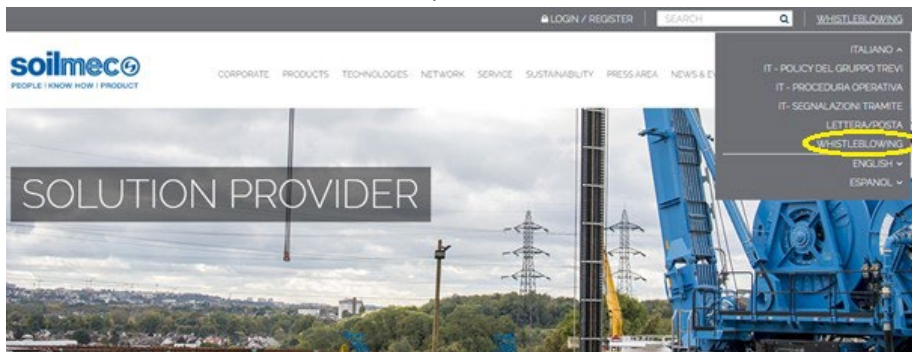 LOGIN / REGISTER SEARCH WHISTLEBLOWING
soilmec
PEOPLE | KNOW HOW | PRODUCT
CORPORATE PRODUCTS TECHNOLOGIES NETWORK SERVICE SUSTAINABILITY PRESS AREA NEWS & E
ITALIANO
IT - POLICY DEL GRUPPO TREVI
IT - PROCEDURA OPERATIVA
IT- SEGNALAZIONI TRAMITE
LETTERA/POSTA
WHISTLEBLOWING
ENGLISH
ESPANOL
SOLUTION PROVIDER